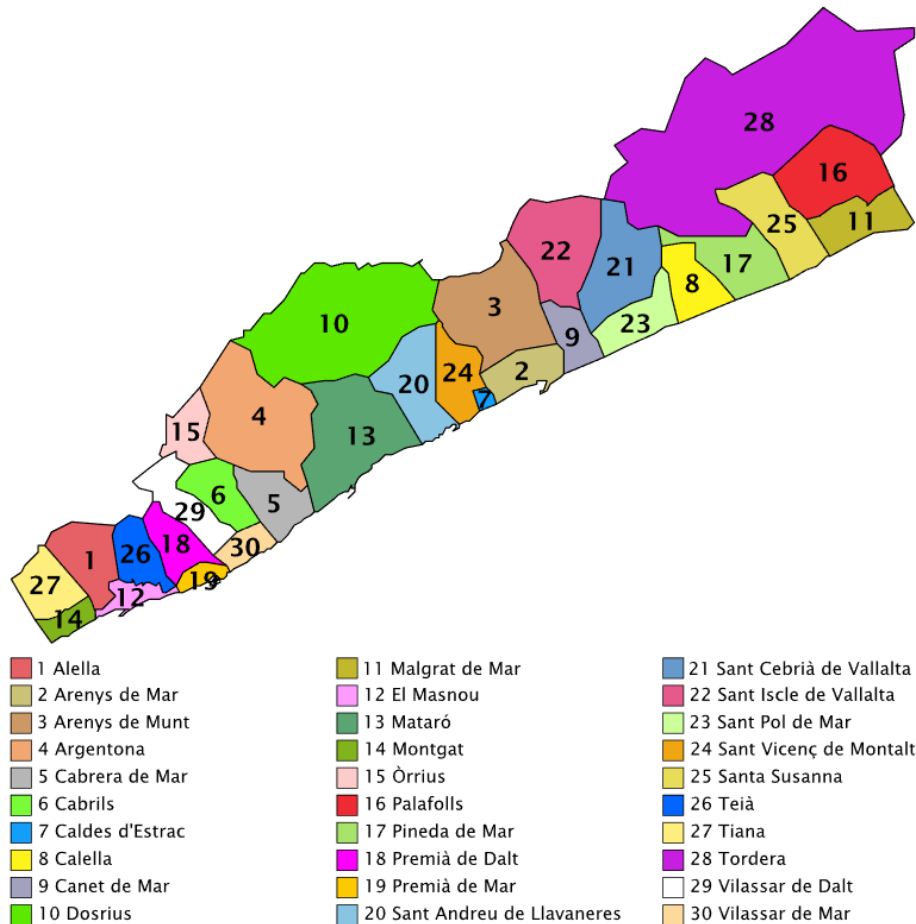 28
16
25
11
22
21
17
8
3
23
10
9
24
2
20
7
4
15
13
6
5
29
18
30
26
1
27
19
12
14
1 Alella
2 Arenys de Mar
3 Arenys de Munt
4 Argentona
5 Cabrera de Mar
6 Cabrils
7 Caldes d'Estrac
8 Calella
9 Canet de Mar
10 Dosrius
11 Malgrat de Mar
12 El Masnou
13 Mataró
14 Montgat
15 Òrrius
16 Palafolls
17 Pineda de Mar
18 Premià de Dalt
19 Premià de Mar
20 Sant Andreu de Llavaneres
21 Sant Cebrià de Vallalta
22 Sant Iscle de Vallalta
23 Sant Pol de Mar
24 Sant Vicenç de Montalt
25 Santa Susanna
26 Teià
27 Tiana
28 Tordera
29 Vilassar de Dalt
30 Vilassar de Mar